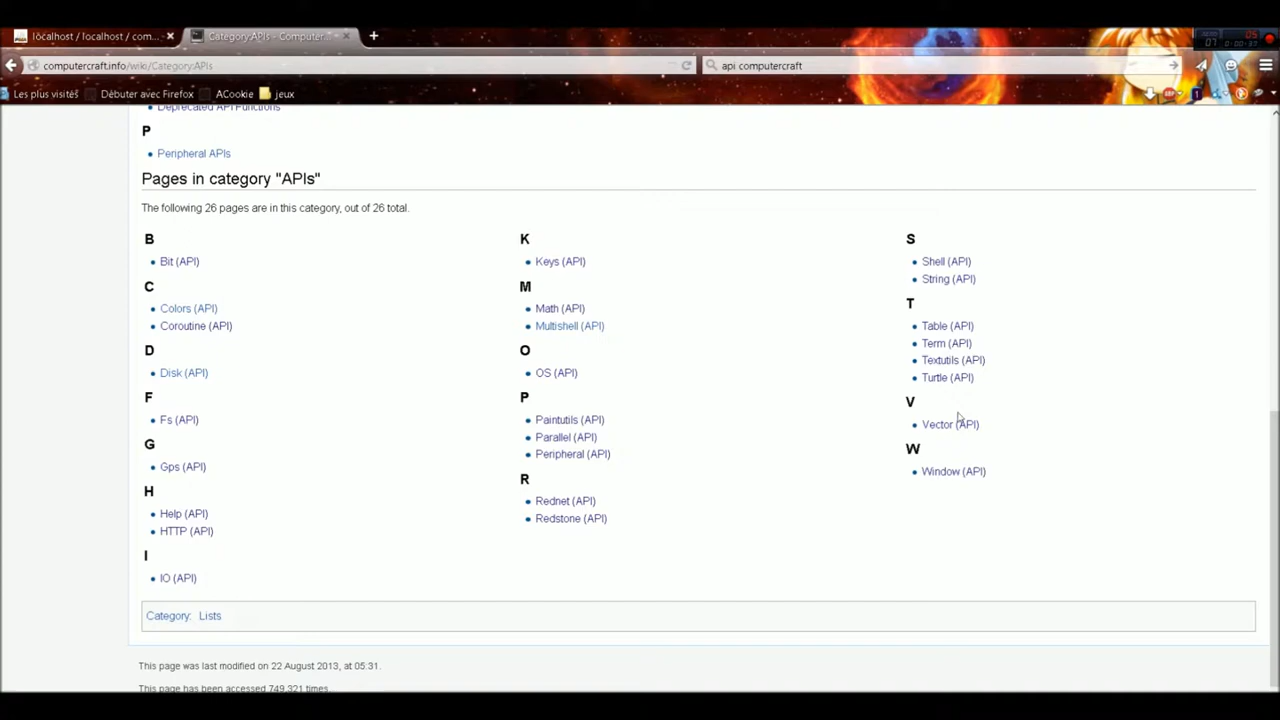 localhost / localhost / com...
Category:APIs - Computer...
computercraft.info/wiki/Category:APIs
api computercraft
Les plus visités
Débuter avec Firefox
ACookie
jeux
Deprecated API Functions
P
Peripheral APIs
Pages in category "APIs"
The following 26 pages are in this category, out of 26 total.
B
Bit (API)
C
Colors (API)
Coroutine (API)
D
Disk (API)
F
Fs (API)
G
Gps (API)
H
Help (API)
HTTP (API)
I
IO (API)
K
Keys (API)
M
Math (API)
Multishell (API)
O
OS (API)
P
Paintutils (API)
Parallel (API)
Peripheral (API)
R
Rednet (API)
Redstone (API)
S
Shell (API)
String (API)
T
Table (API)
Term (API)
Textutils (API)
Turtle (API)
V
Vector (API)
W
Window (API)
Category: Lists
This page was last modified on 22 August 2013, at 05:31.
This page has been accessed 749,321 times.